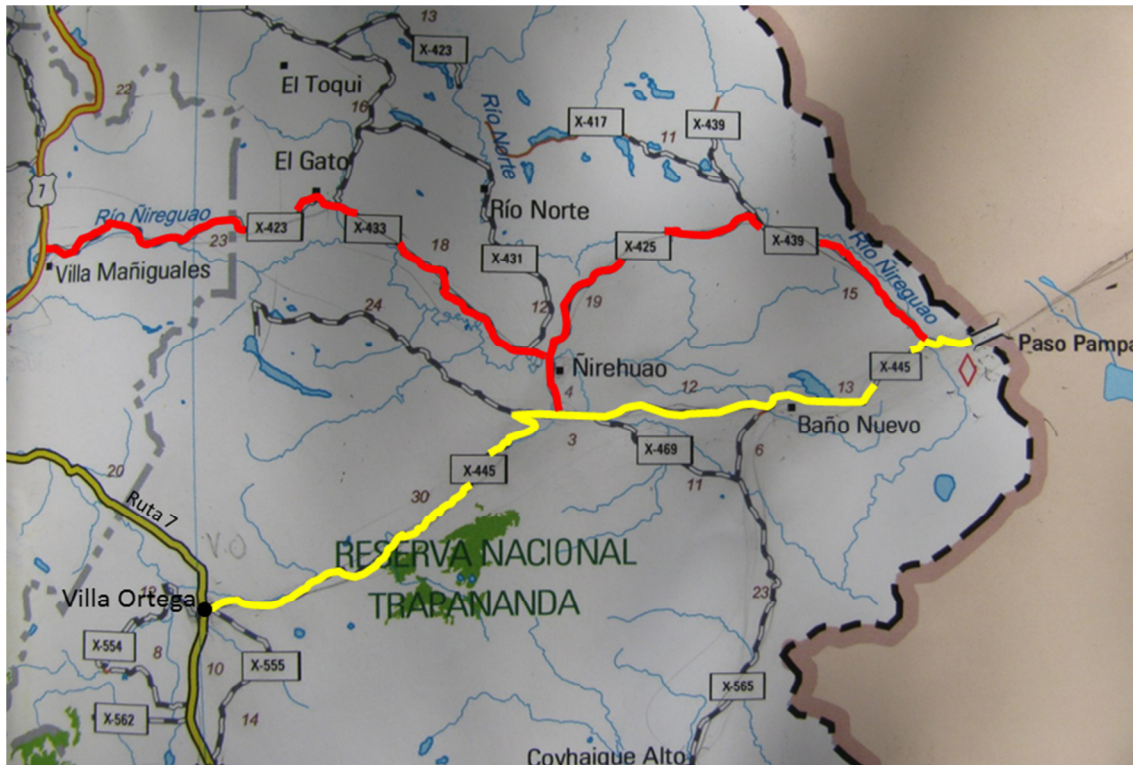 13
X-423
El Toqui
22
16
Río Norte
X-417
11
X-439
7
El Gato
Río Norte
Río Ñireguao
X-423
23
X-433
Villa Mañiguales
18
X-431
X-425
X-439
Río Ñireguao
24
12
19
15
Paso Pampa
Ñirehuao
4
12
13
X-445
Baño Nuevo
3
X-469
6
X-445
11
20
Ruta 7
30
VO
RESERVA NACIONAL
TRAPANANDA
Villa Ortega
23
X-554
8
10
X-555
X-565
X-562
14
Coyhaique Alto